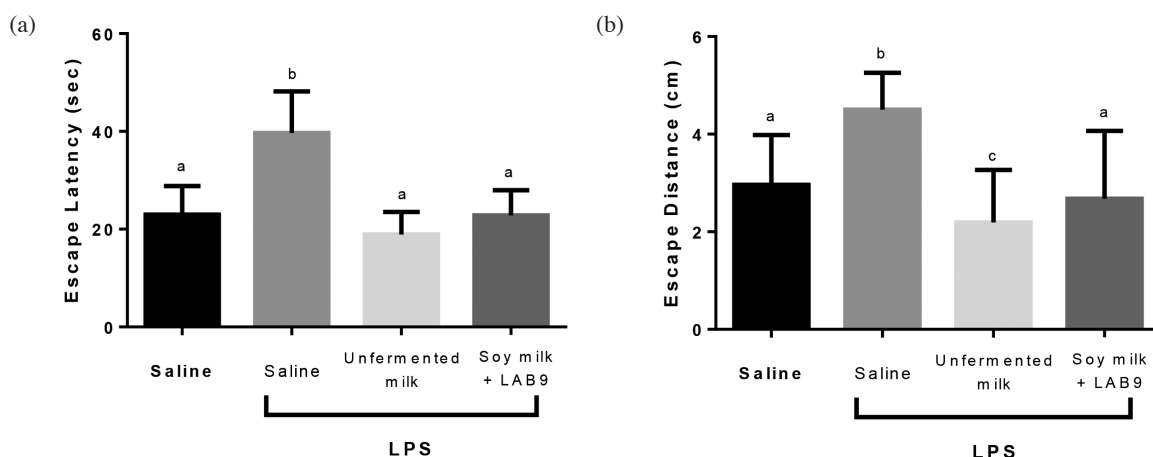 (a)
60
40
20
0
Escape Latency (sec)
a
b
a
a
Saline
Saline
Unfermented
milk
Soy milk
+ LAB9
LPS
(b)
6
4
2
0
Escape Distance (cm)
a
b
c
a
Saline
Saline
Unfermented
milk
Soy milk
+ LAB9
LPS